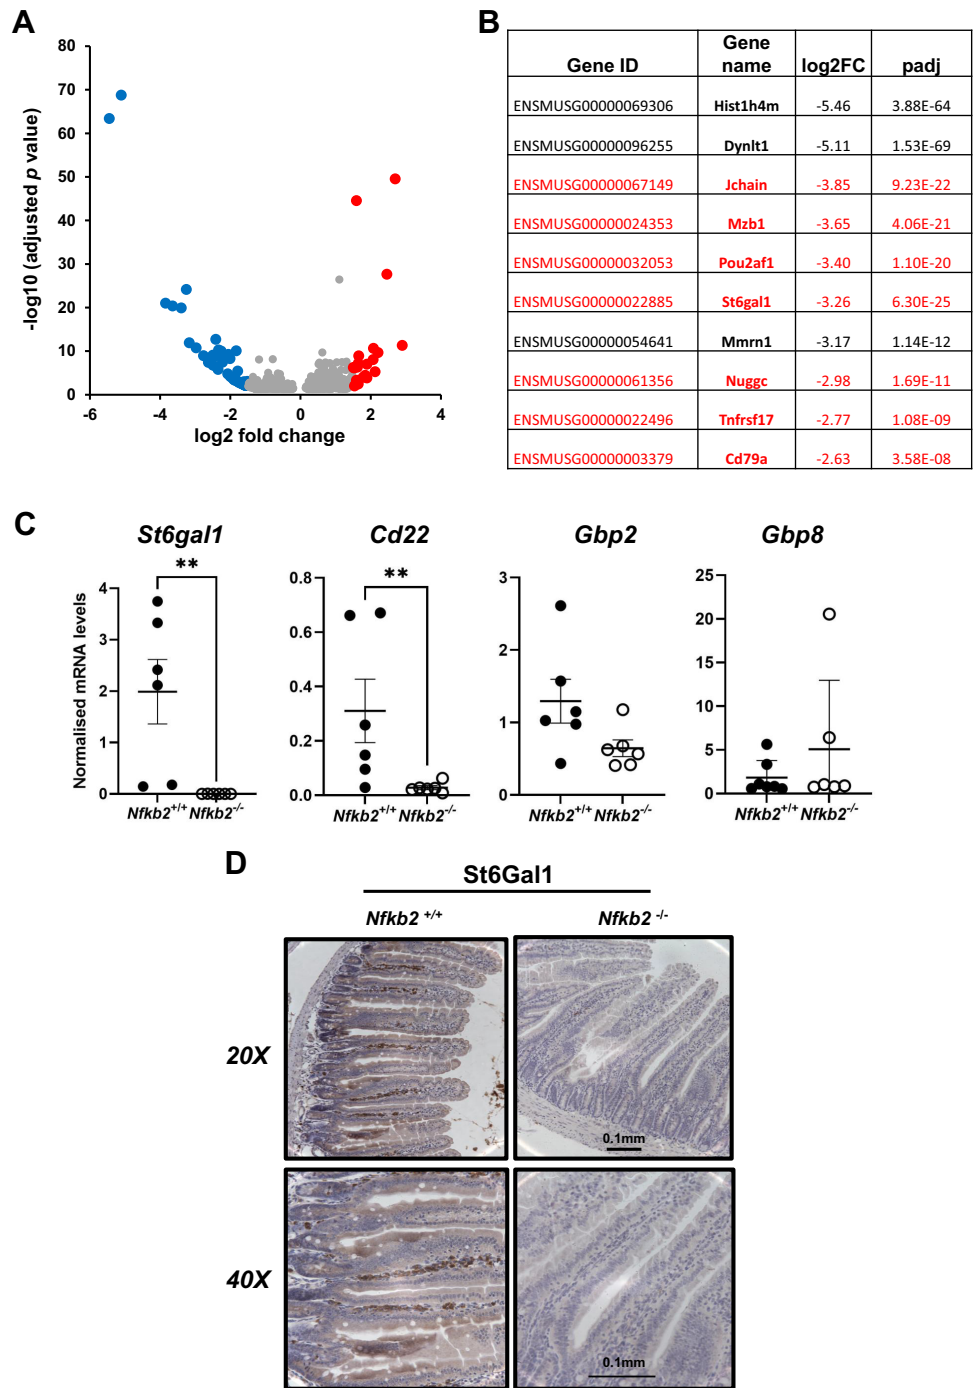 A
-log10 (adjusted p value)
80
70
60
50
40
30
20
10
0
-6 -4 -2 0 2 4
log2 fold change
B
Gene ID Gene name log2FC padj
ENSMUSG00000069306 Hist1h4m -5.46 3.88E-64
ENSMUSG00000096255 Dynlt1 -5.11 1.53E-69
ENSMUSG00000067149 Jchain -3.85 9.23E-22
ENSMUSG00000024353 Mzb1 -3.65 4.06E-21
ENSMUSG00000032053 Pou2af1 -3.40 1.10E-20
ENSMUSG00000022885 St6gal1 -3.26 6.30E-25
ENSMUSG00000054641 Mmrn1 -3.17 1.14E-12
ENSMUSG00000061356 Nuggc -2.98 1.69E-11
ENSMUSG00000022496 Tnfrsf17 -2.77 1.08E-09
ENSMUSG00000003379 Cd79a -2.63 3.58E-08
C
St6gal1
**
Normalised mRNA levels
4
3
2
1
0
Nfkb2+/+ Nfkb2-/-
Cd22
**
0.8
0.6
0.4
0.2
0.0
Nfkb2+/+ Nfkb2-/-
Gbp2
3
2
1
0
Nfkb2+/+ Nfkb2-/-
Gbp8
25
20
15
10
5
0
Nfkb2+/+ Nfkb2-/-
D
St6Gal1
Nfkb2 +/+ Nfkb2 -/-
20X
0.1mm
40X
0.1mm